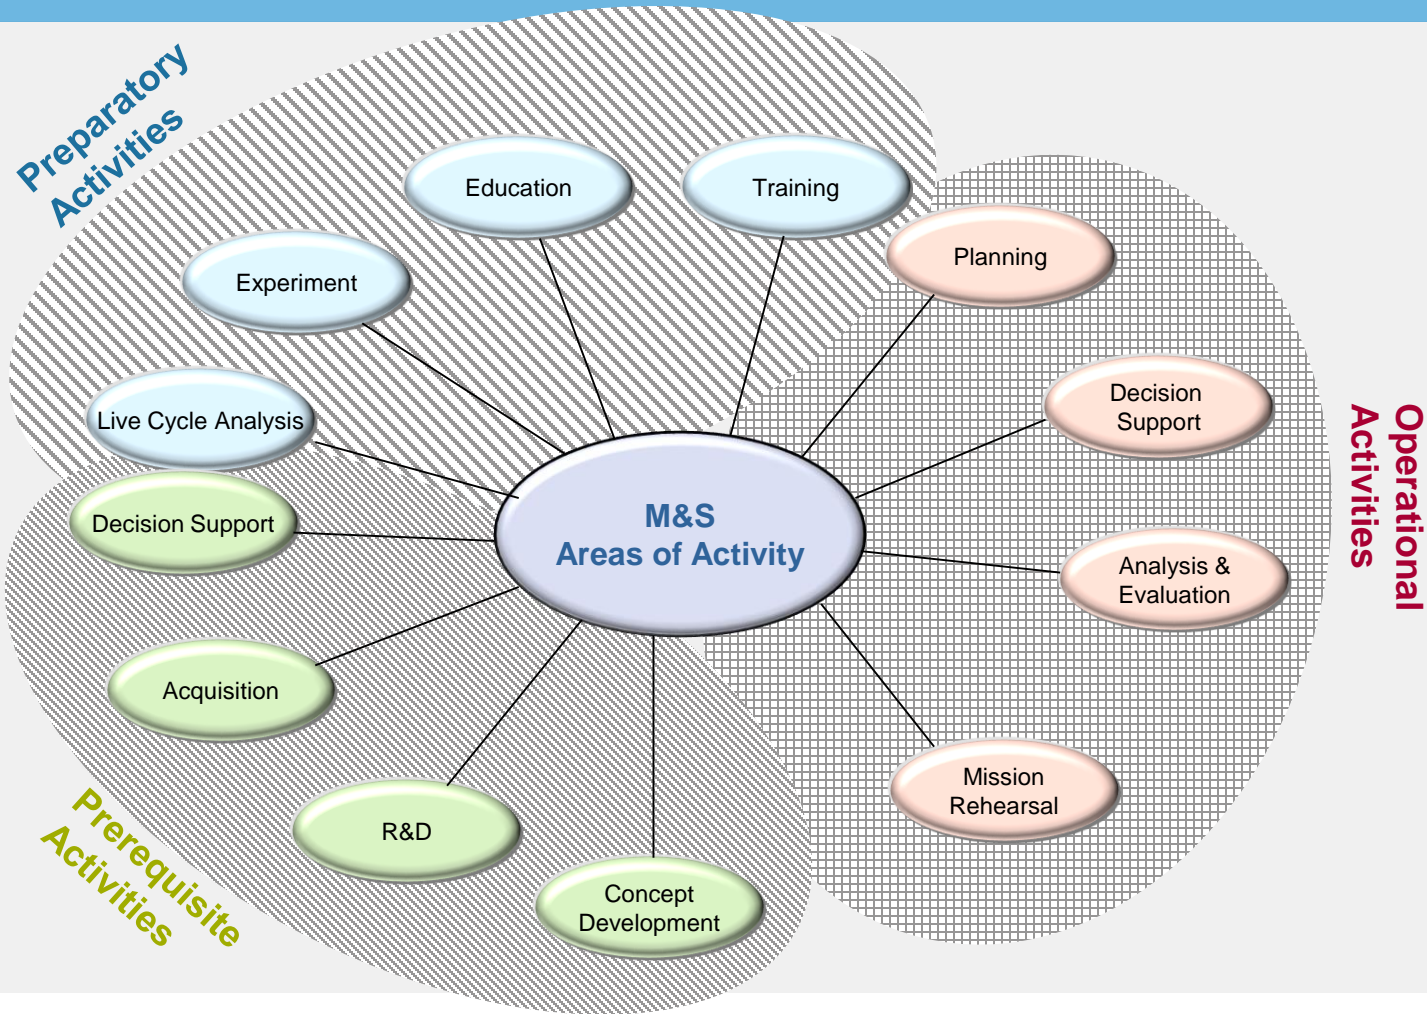 Preparatory
Activities
Education
Training
Planning
Experiment
Decision
Support
Live Cycle Analysis
Operational
Activities
M&S
Areas of Activity
Decision Support
Analysis &
Evaluation
Acquisition
Mission
Rehearsal
R&D
Prerequisite
Activities
Concept
Development